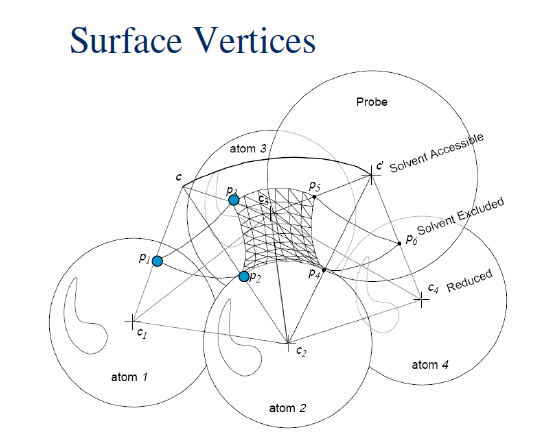 Surface Vertices
Probe
atom 3
c' Solvent Accessible
c
p3
c3
p5
p6 Solvent Excluded
p1
p2
p4
c4 Reduced
c1
c2
atom 1
atom 4
atom 2